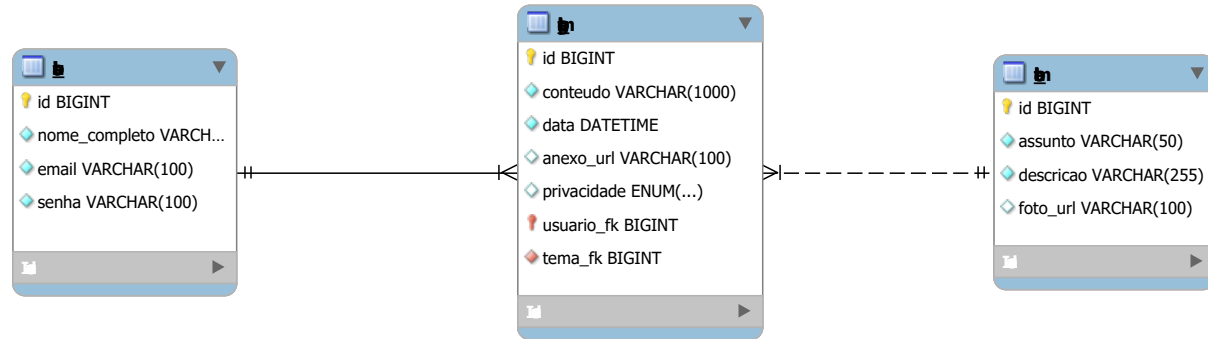 id BIGINT
nome_completo VARCH...
email VARCHAR(100)
senha VARCHAR(100)
id BIGINT
conteudo VARCHAR(1000)
data DATETIME
anexo_url VARCHAR(100)
privacidade ENUM(...)
usuario_fk BIGINT
tema_fk BIGINT
id BIGINT
assunto VARCHAR(50)
descricao VARCHAR(255)
foto_url VARCHAR(100)